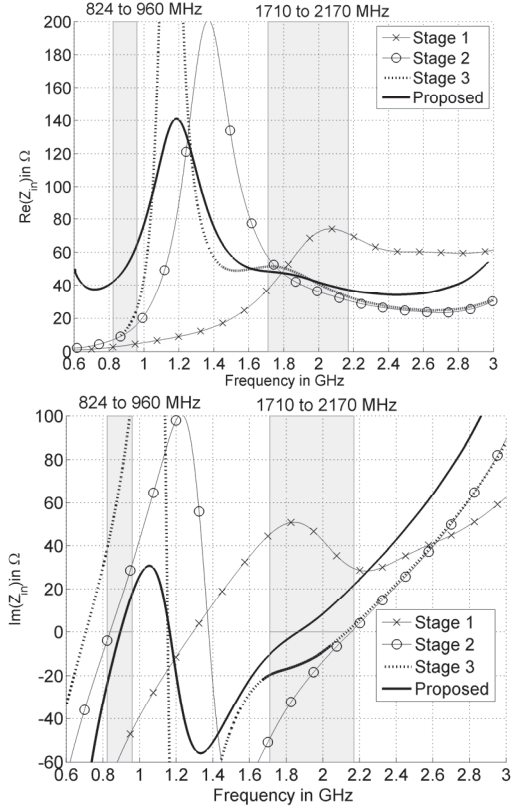 824 to 960 MHz 1710 to 2170 MHz
200
180
160
140
120
100
80
60
40
20
0
Re(Z_in)in Ω
Stage 1
Stage 2
Stage 3
Proposed
0.6 0.8 1 1.2 1.4 1.6 1.8 2 2.2 2.4 2.6 2.8 3
Frequency in GHz
824 to 960 MHz 1710 to 2170 MHz
100
80
60
40
20
0
-20
-40
-60
Im(Z_in)in Ω
Stage 1
Stage 2
Stage 3
Proposed
0.6 0.8 1 1.2 1.4 1.6 1.8 2 2.2 2.4 2.6 2.8 3
Frequency in GHz